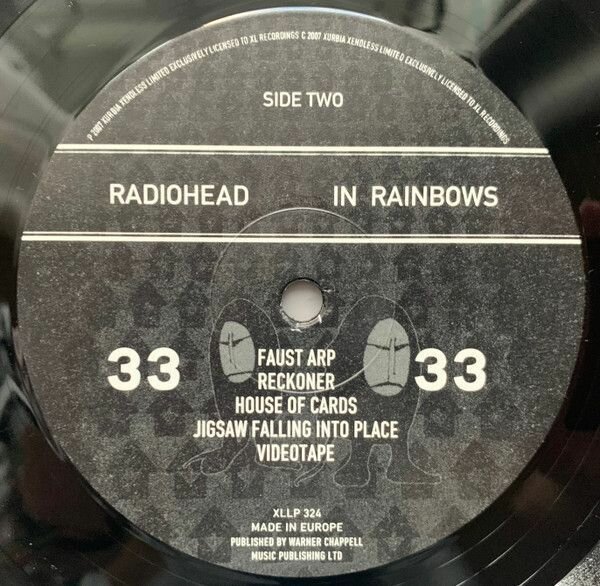 P 2007 XURBIA XENDLESS LIMITED EXCLUSIVELY LICENSED TO XL RECORDINGS C 2007 XURBIA XENDLESS LIMITED EXCLUSIVELY LICENSED TO XL RECORDINGS
SIDE TWO
RADIOHEAD IN RAINBOWS
33 33
FAUST ARP
RECKONER
HOUSE OF CARDS
JIGSAW FALLING INTO PLACE
VIDEOTAPE
XLLP 324
MADE IN EUROPE
PUBLISHED BY WARNER CHAPPELL
MUSIC PUBLISHING LTD